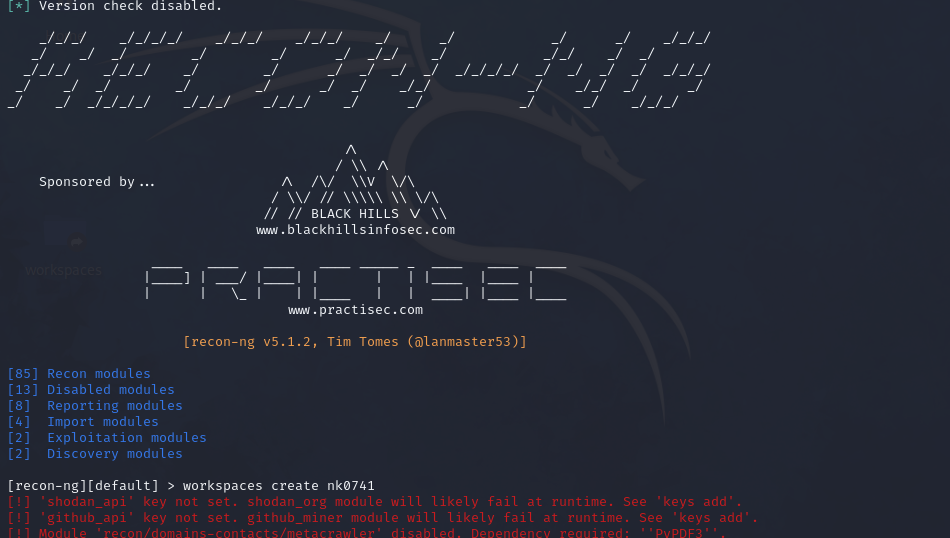 [*] Version check disabled.
Sponsored by...
BLACK HILLS
www.blackhillsinfosec.com
www.practisec.com
[recon-ng v5.1.2, Tim Tomes (@lanmaster53)]
[85] Recon modules
[13] Disabled modules
[8]  Reporting modules
[4]  Import modules
[2]  Exploitation modules
[2]  Discovery modules
[recon-ng][default] > workspaces create nk0741
[!] 'shodan_api' key not set. shodan_org module will likely fail at runtime. See 'keys add'.
[!] 'github_api' key not set. github_miner module will likely fail at runtime. See 'keys add'.
[!] Module 'recon/domains-contacts/metacrawler' disabled. Dependency required: ''PyPDF3''.
workspaces